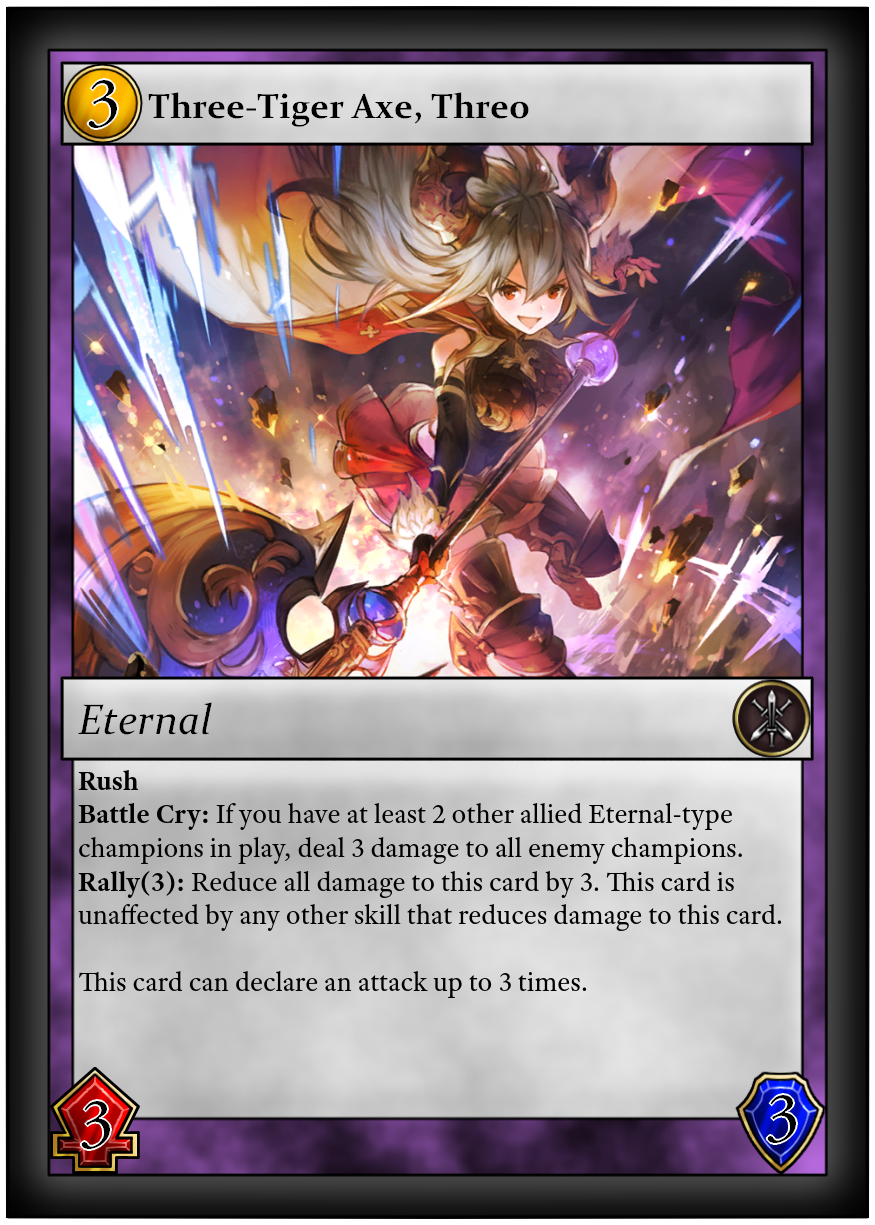 3
Three-Tiger Axe, Threo
Eternal
Rush
Battle Cry: If you have at least 2 other allied Eternal-type
champions in play, deal 3 damage to all enemy champions.
Rally(3): Reduce all damage to this card by 3. This card is
unaffected by any other skill that reduces damage to this card.
This card can declare an attack up to 3 times.
3
3